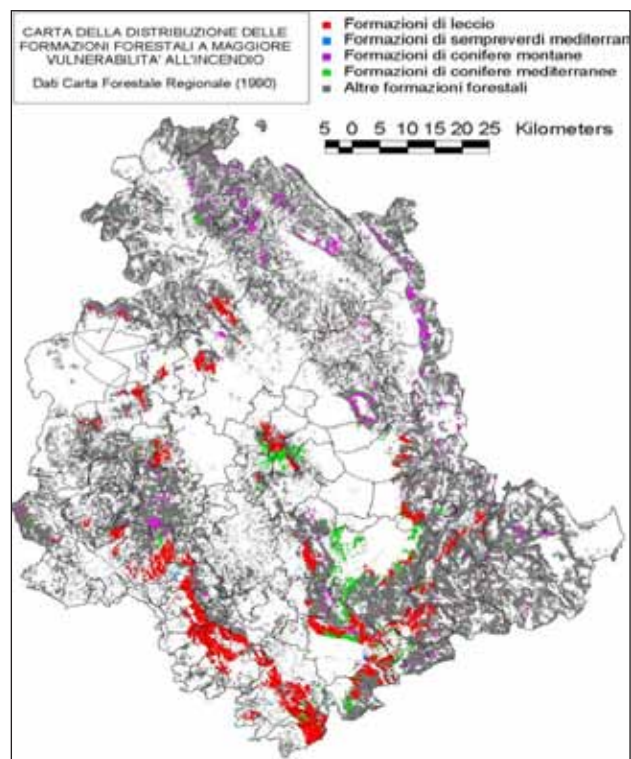 CARTA DELLA DISTRIBUZIONE DELLE
FORMAZIONI FORESTALI A MAGGIORE
VULNERABILITA' ALL'INCENDIO
Dati Carta Forestale Regionale (1990)
Formazioni di leccio
Formazioni di sempreverdi mediterran
Formazioni di conifere montane
Formazioni di conifere mediterranee
Altre formazioni forestali
5 0 5 10 15 20 25 Kilometers